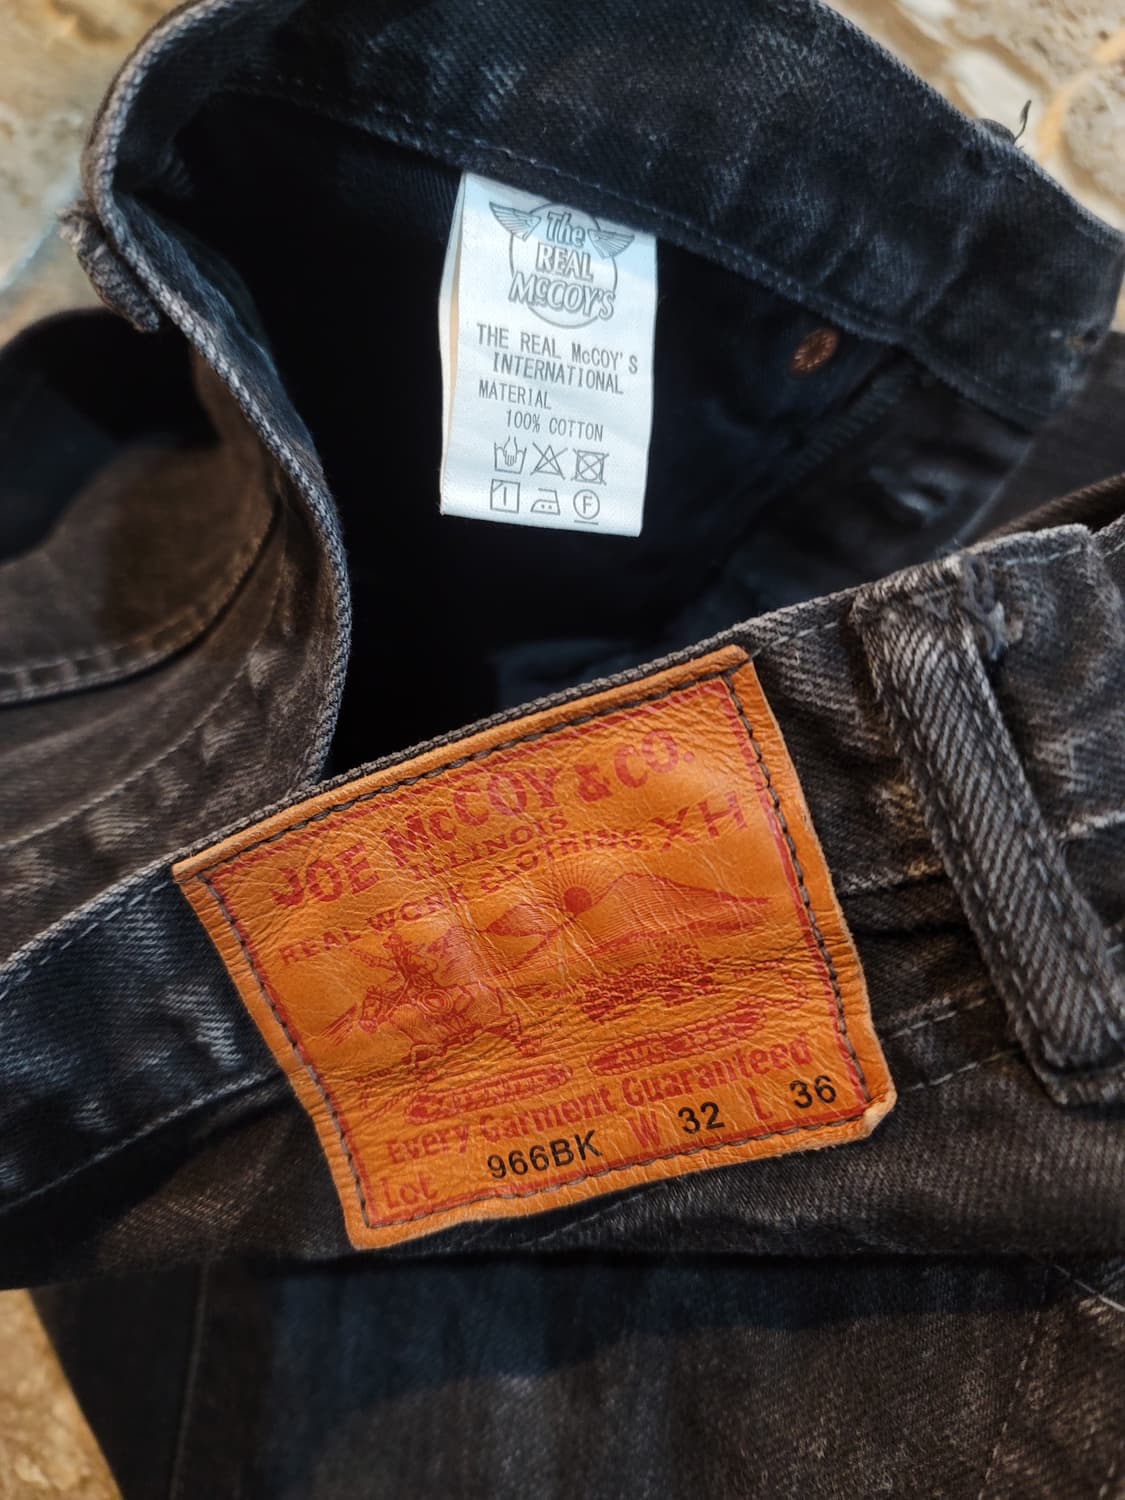 The
REAL
McCOY'S
THE REAL McCOY'S
INTERNATIONAL
MATERIAL
100% COTTON
F
JOE McCOY & CO.
ILLINOIS
REAL WORK CLOTHING, XH
Every Garment Guaranteed
Lot 966BK W 32 L 36